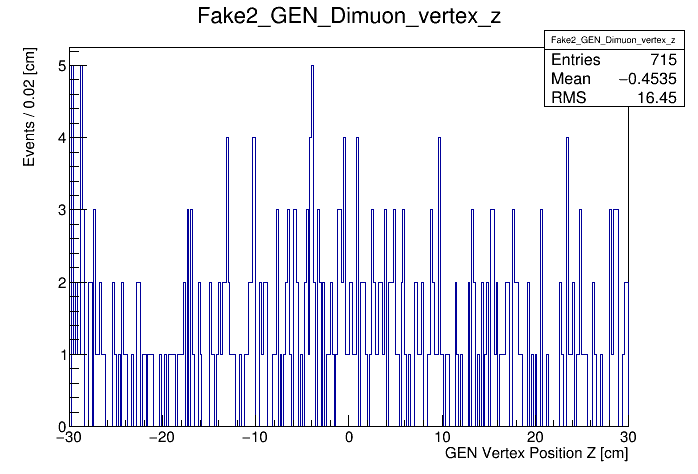 Fake2_GEN_Dimuon_vertex_z
Fake2_GEN_Dimuon_vertex_z
Entries 715
Mean −0.4535
RMS 16.45
Events / 0.02 [cm]
5
4
3
2
1
0
−30 −20 −10 0 10 20 30
GEN Vertex Position Z [cm]